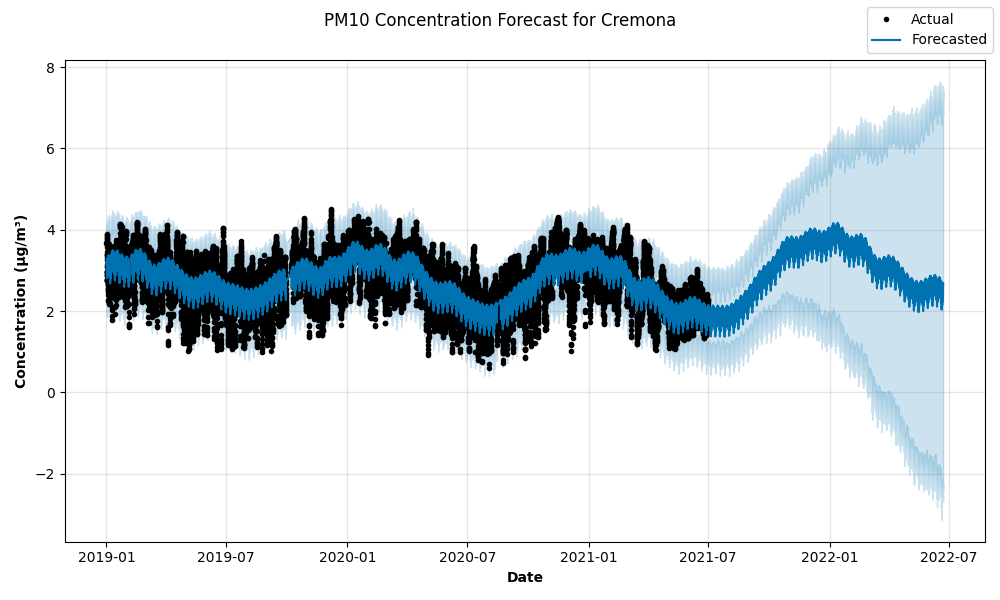 PM10 Concentration Forecast for Cremona
Actual
Forecasted
Concentration (µg/m³)
8
6
4
2
0
−2
2019-01
2019-07
2020-01
2020-07
2021-01
2021-07
2022-01
2022-07
Date